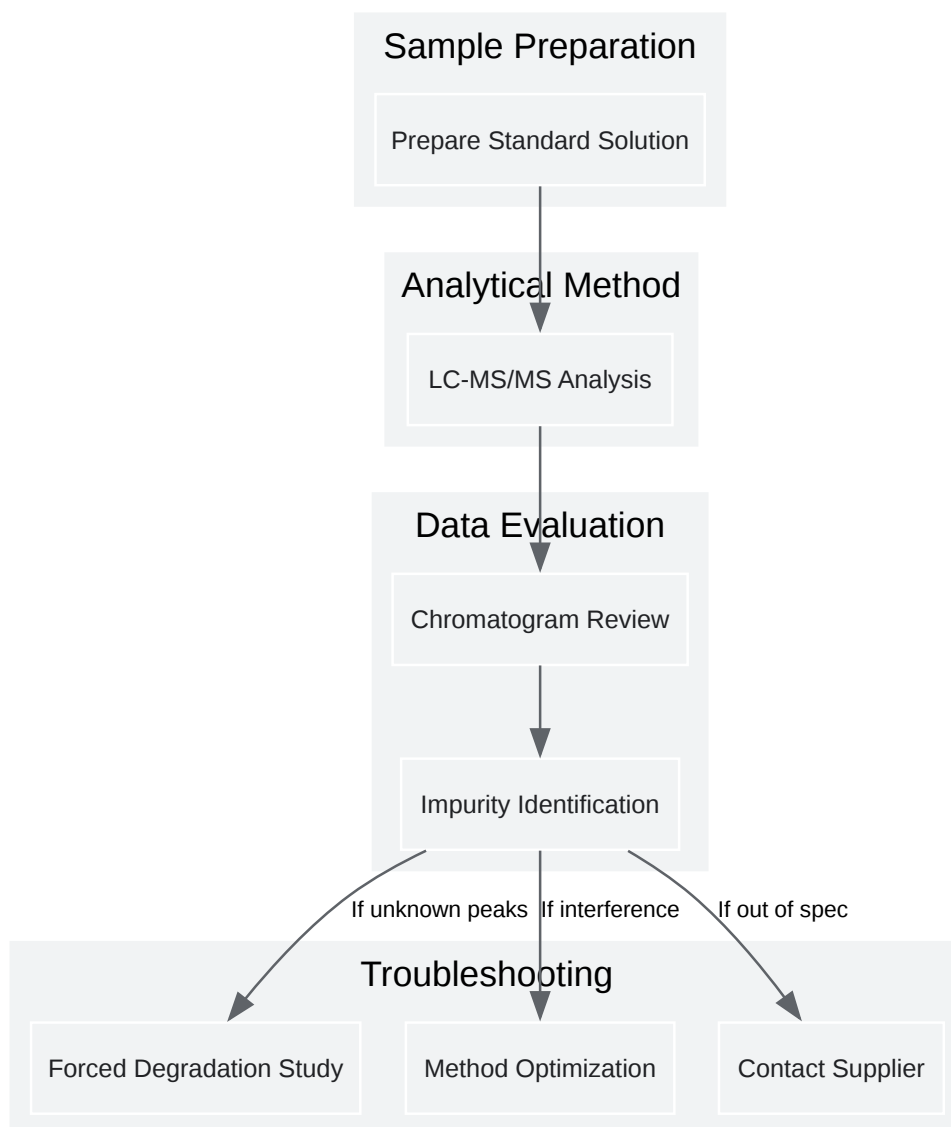 Sample Preparation
Prepare Standard Solution
Analytical Method
LC-MS/MS Analysis
Data Evaluation
Chromatogram Review
Impurity Identification
If unknown peaks
If interference
If out of spec
Troubleshooting
Forced Degradation Study
Method Optimization
Contact Supplier